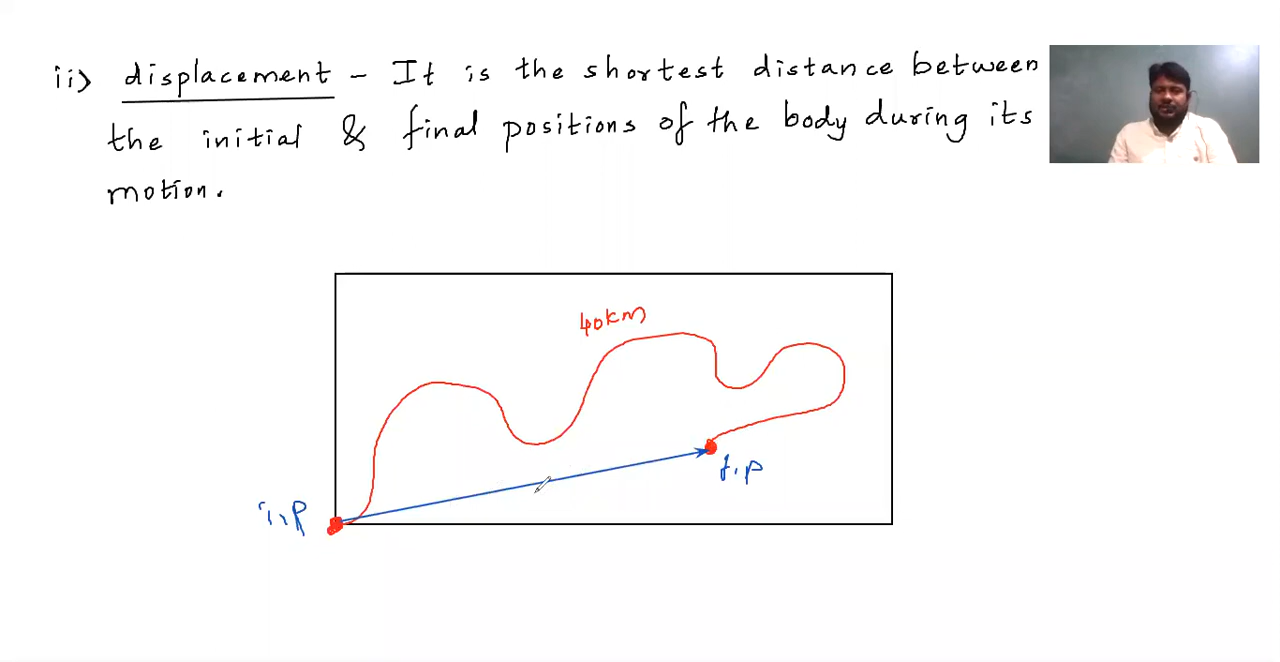 ii) displacement – It is the shortest distance between
the initial & final positions of the body during its
motion.
40km
f.p
i.p